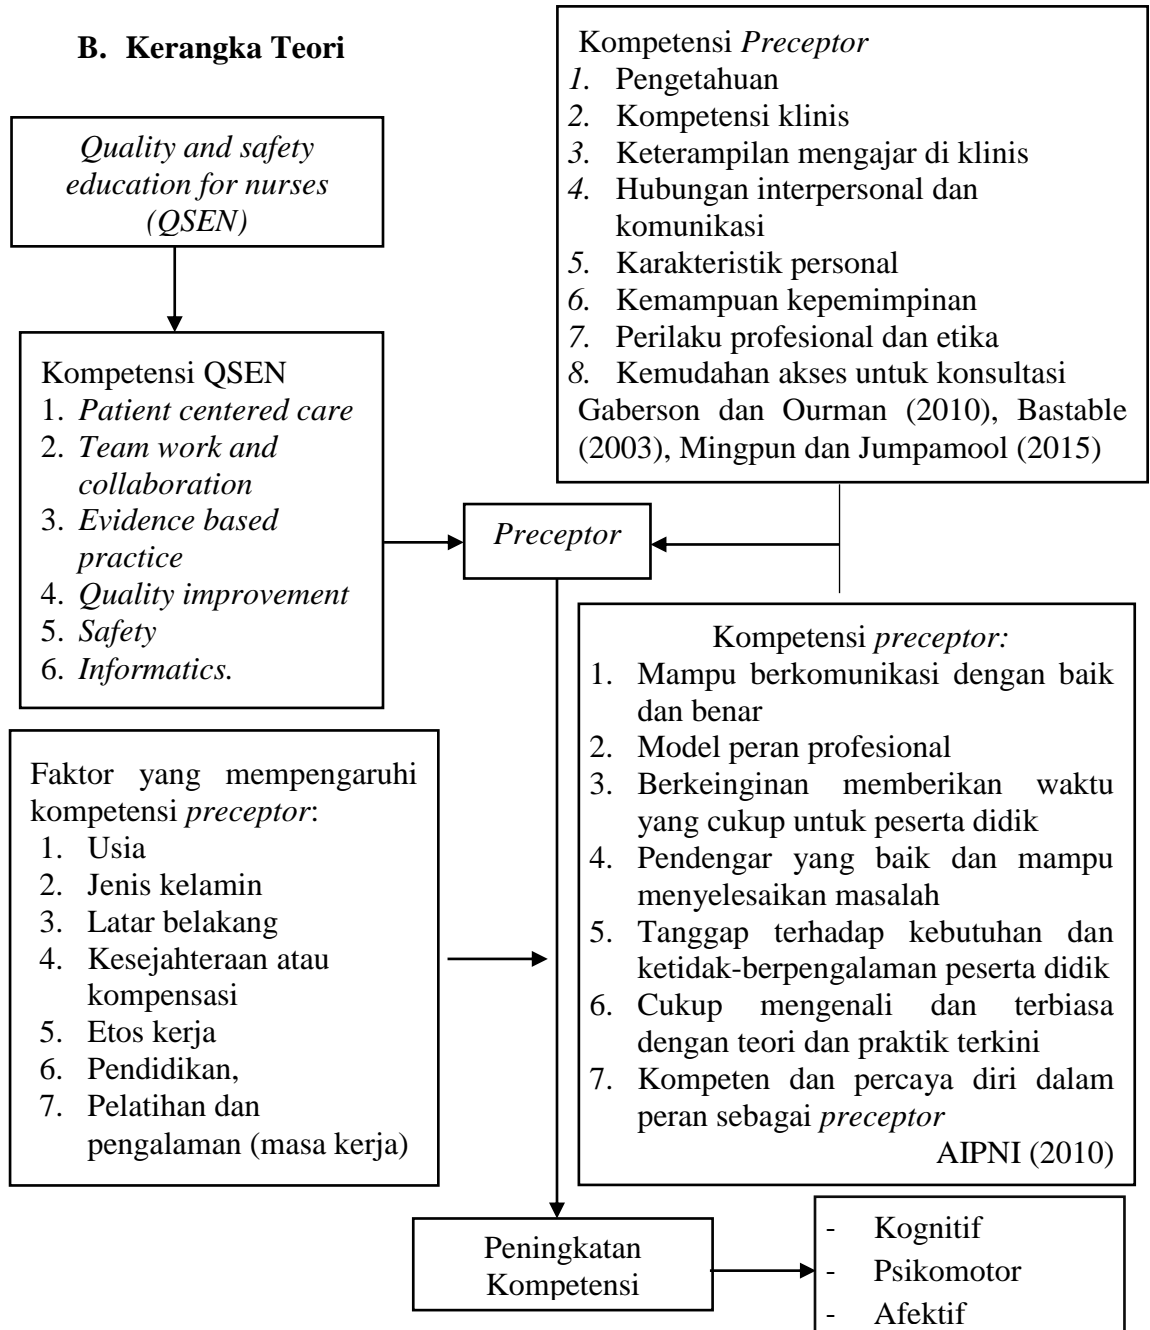 B. Kerangka Teori
Quality and safety
education for nurses
(QSEN)
Kompetensi QSEN
1. Patient centered care
2. Team work and
collaboration
3. Evidence based
practice
4. Quality improvement
5. Safety
6. Informatics.
Kompetensi Preceptor
1. Pengetahuan
2. Kompetensi klinis
3. Keterampilan mengajar di klinis
4. Hubungan interpersonal dan
komunikasi
5. Karakteristik personal
6. Kemampuan kepemimpinan
7. Perilaku profesional dan etika
8. Kemudahan akses untuk konsultasi
Gaberson dan Ourman (2010), Bastable
(2003), Mingpun dan Jumpamool (2015)
Preceptor
Faktor yang mempengaruhi
kompetensi preceptor:
1. Usia
2. Jenis kelamin
3. Latar belakang
4. Kesejahteraan atau
kompensasi
5. Etos kerja
6. Pendidikan,
7. Pelatihan dan
pengalaman (masa kerja)
Kompetensi preceptor:
1. Mampu berkomunikasi dengan baik
dan benar
2. Model peran profesional
3. Berkeinginan memberikan waktu
yang cukup untuk peserta didik
4. Pendengar yang baik dan mampu
menyelesaikan masalah
5. Tanggap terhadap kebutuhan dan
ketidak-berpengalaman peserta didik
6. Cukup mengenali dan terbiasa
dengan teori dan praktik terkini
7. Kompeten dan percaya diri dalam
peran sebagai preceptor
AIPNI (2010)
Peningkatan
Kompetensi
- Kognitif
- Psikomotor
- Afektif